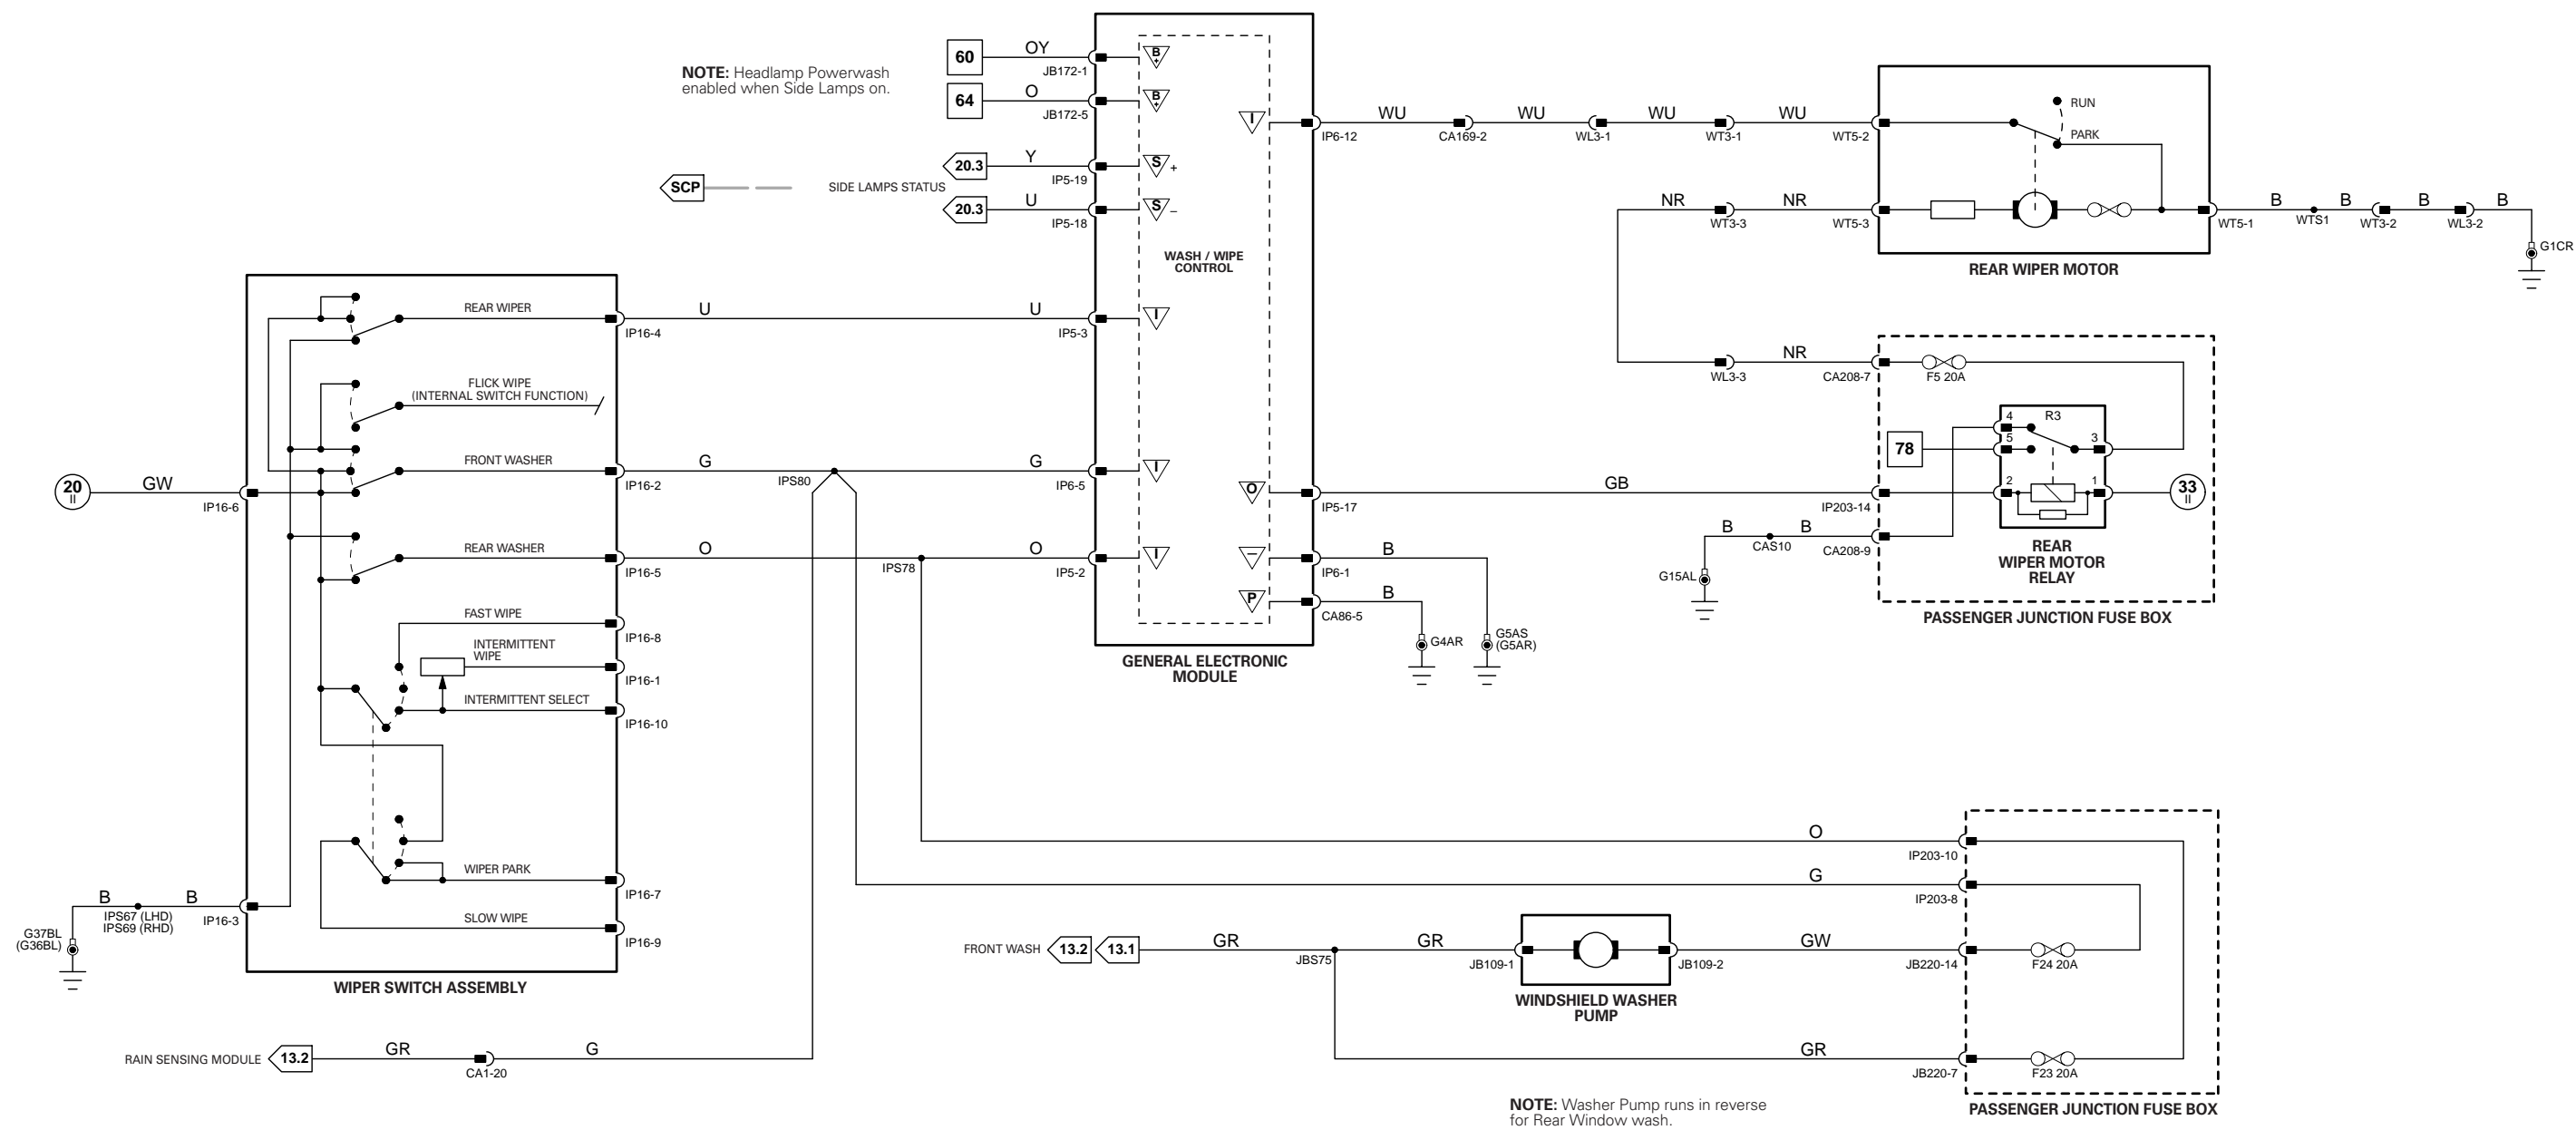 NOTE: Headlamp Powerwash
enabled when Side Lamps on.
60
OY
JB172-1
B
+
64
O
JB172-5
B
+
20.3
Y
IP5-19
S
+
SCP
SIDE LAMPS STATUS
20.3
U
IP5-18
S
–
WASH / WIPE
CONTROL
I
IP6-12
WU
CA169-2
WU
WL3-1
WU
WT3-1
WU
WT5-2
RUN
PARK
NR
WT3-3
NR
WT5-3
WT5-1
B
WTS1
B
WT3-2
B
WL3-2
B
G1CR
REAR WIPER MOTOR
REAR WIPER
IP16-4
U
U
IP5-3
I
FLICK WIPE
(INTERNAL SWITCH FUNCTION)
FRONT WASHER
IP16-2
G
IPS80
G
IP6-5
I
20
II
GW
IP16-6
REAR WASHER
IP16-5
O
IPS78
O
IP5-2
I
FAST WIPE
IP16-8
INTERMITTENT
WIPE
IP16-1
INTERMITTENT SELECT
IP16-10
WIPER PARK
IP16-7
SLOW WIPE
IP16-9
B
IPS67 (LHD)
IPS69 (RHD)
B
IP16-3
G37BL
(G36BL)
WIPER SWITCH ASSEMBLY
O
IP5-17
GB
IP203-14
–
IP6-1
B
P
CA86-5
B
G4AR
G5AS
(G5AR)
GENERAL ELECTRONIC
MODULE
WL3-3
NR
CA208-7
F5 20A
78
4
R3
5
3
2
1
33
II
B
CAS10
B
CA208-9
G15AL
REAR
WIPER MOTOR
RELAY
PASSENGER JUNCTION FUSE BOX
O
IP203-10
G
IP203-8
FRONT WASH
13.2
13.1
GR
JBS75
GR
JB109-1
JB109-2
GW
JB220-14
F24 20A
WINDSHIELD WASHER
PUMP
GR
JB220-7
F23 20A
PASSENGER JUNCTION FUSE BOX
RAIN SENSING MODULE
13.2
GR
CA1-20
G
NOTE: Washer Pump runs in reverse
for Rear Window wash.